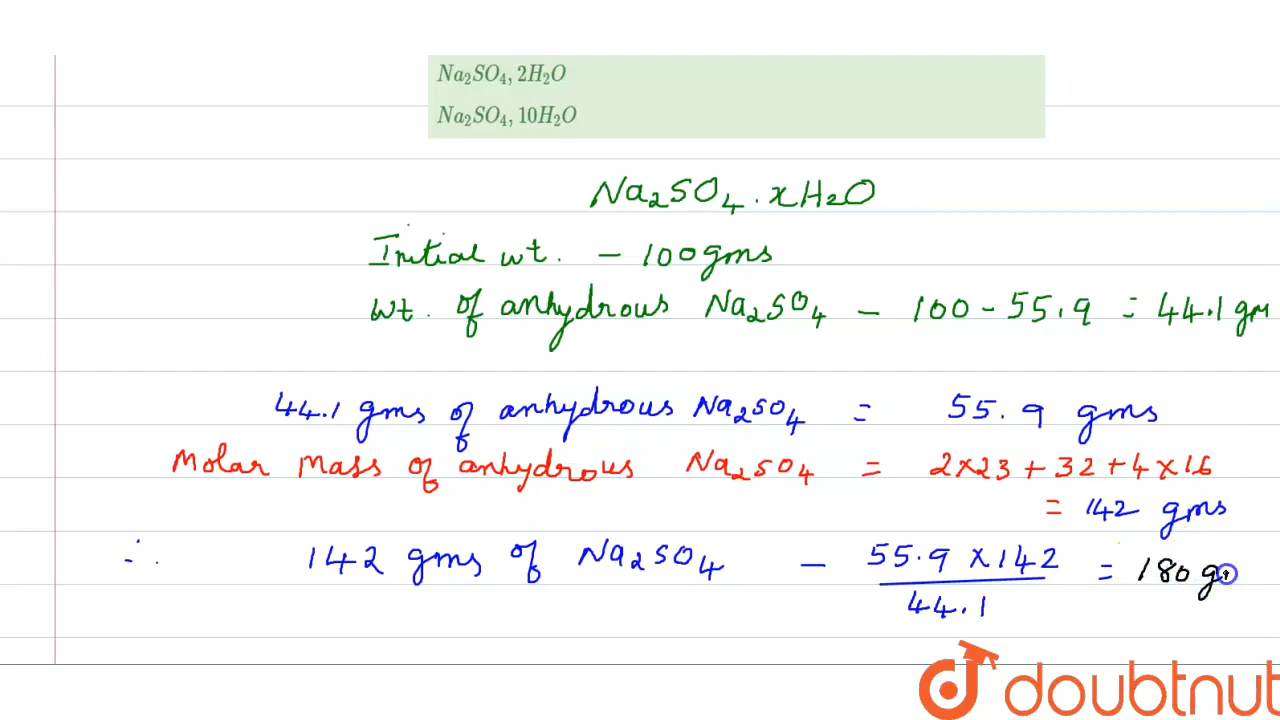 Na₂SO₄, 2H₂O
Na₂SO₄, 10H₂O
Na₂SO₄.xH₂O
Initial wt. - 100gms
Wt. of anhydrous Na₂SO₄ - 100-55.9 = 44.1 gm
44.1 gms of anhydrous Na₂SO₄ = 55.9 gms
Molar Mass of anhydrous Na₂SO₄ = 2×23+32+4×16
= 142 gms
∴ 142 gms of Na₂SO₄ - 55.9×142/44.1 = 180g
doubtnut